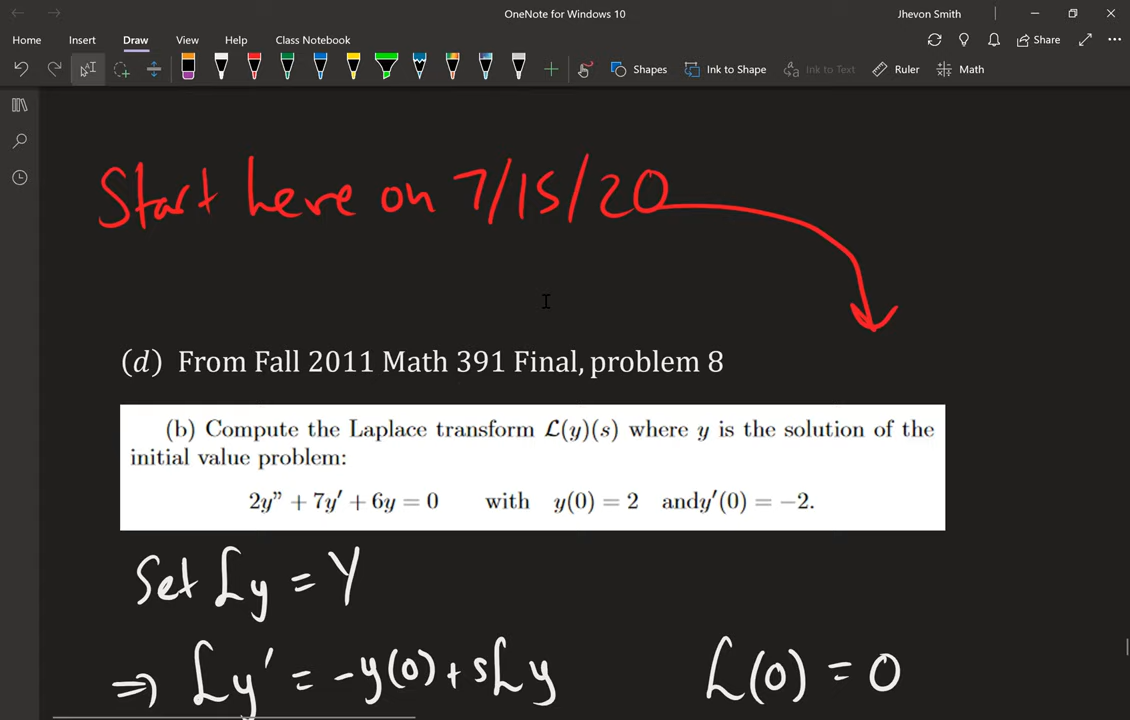 OneNote for Windows 10
Jhevon Smith
Home Insert Draw View Help Class Notebook
Share
Shapes Ink to Shape Ink to Text Ruler Math
Start here on 7/15/20
(d) From Fall 2011 Math 391 Final, problem 8
(b) Compute the Laplace transform ℒ(y)(s) where y is the solution of the
initial value problem:
2y” + 7y′ + 6y = 0 with y(0) = 2 andy′(0) = −2.
Set ℒy = Y
⇒ ℒy′ = -y(0) + sℒy
ℒ(0) = 0